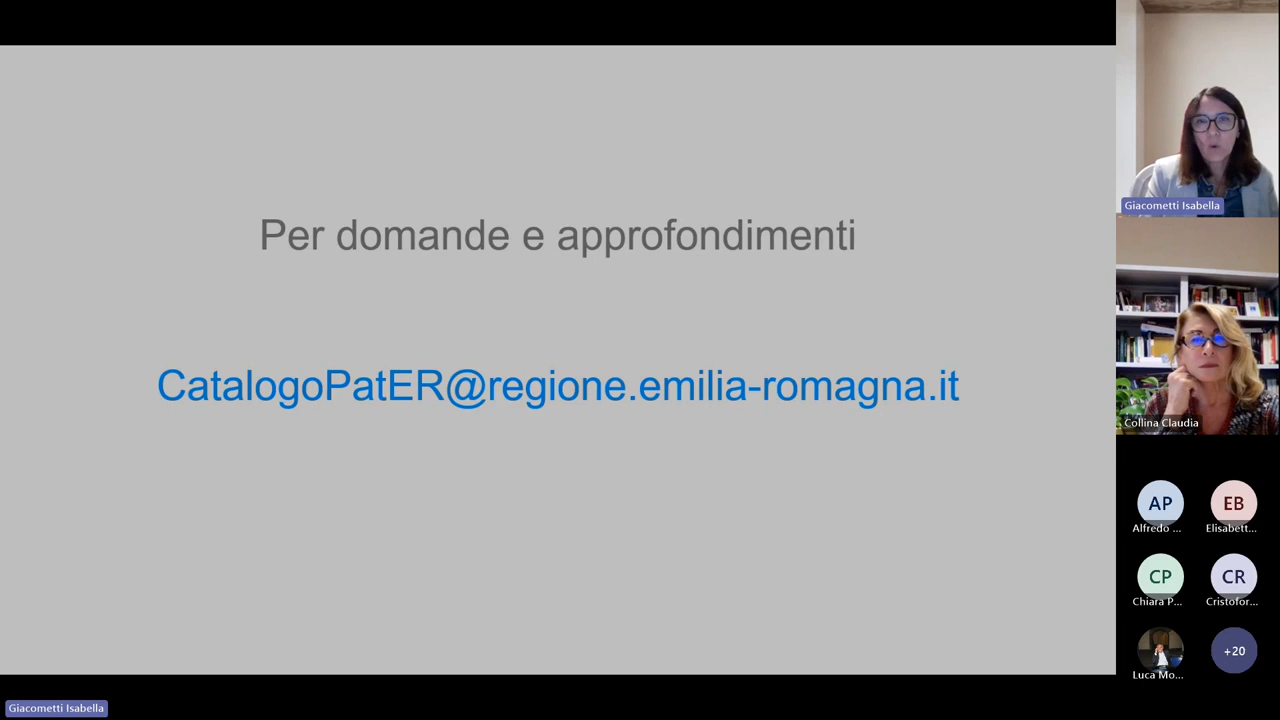 Per domande e approfondimenti
CatalogoPatER@regione.emilia-romagna.it
Giacometti Isabella
Collina Claudia
AP
EB
Alfredo ...
Elisabett...
CP
CR
Chiara P...
Cristofor...
+20
Luca Mo...
Giacometti Isabella